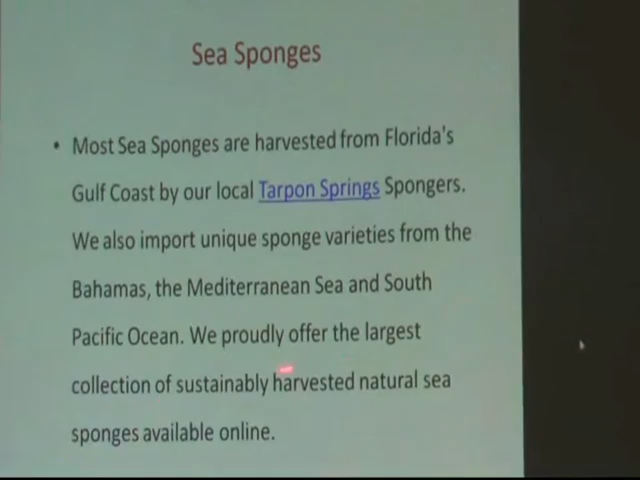 Sea Sponges
• Most Sea Sponges are harvested from Florida's
Gulf Coast by our local Tarpon Springs Spongers.
We also import unique sponge varieties from the
Bahamas, the Mediterranean Sea and South
Pacific Ocean. We proudly offer the largest
collection of sustainably harvested natural sea
sponges available online.